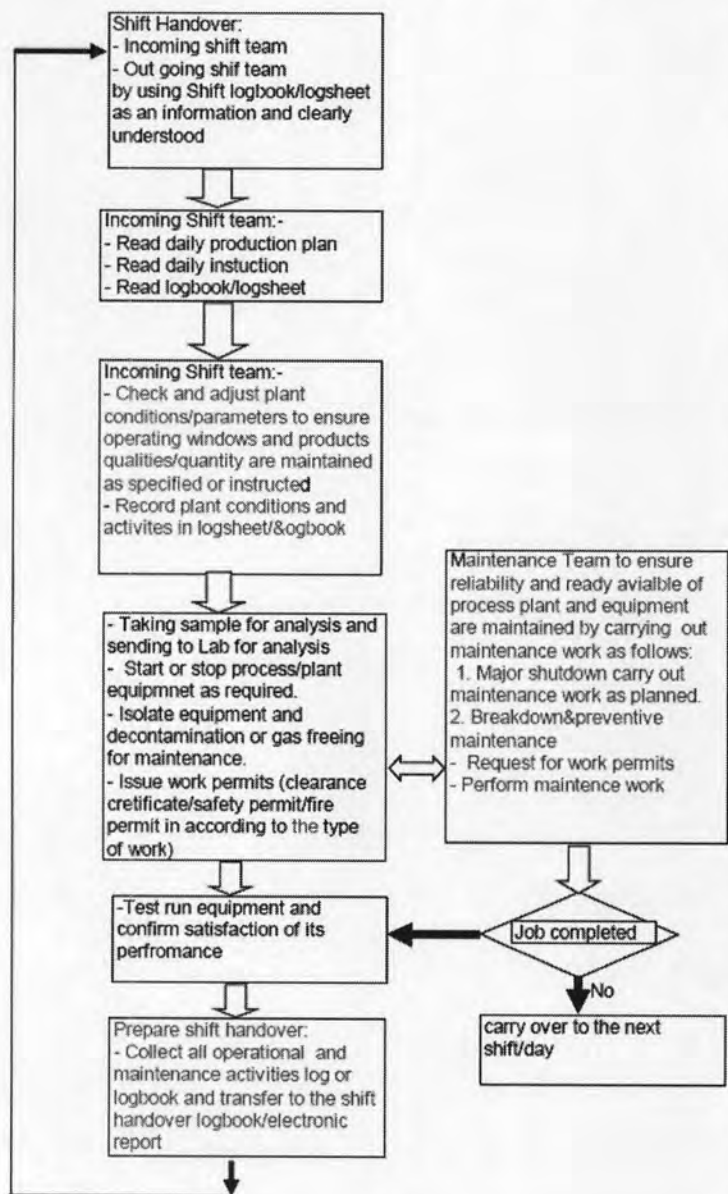 Shift Handover:
- Incoming shift team
- Out going shif team
by using Shift logbook/logsheet
as an information and clearly
understood
Incoming Shift team:-
- Read daily production plan
- Read daily instuction
- Read logbook/logsheet
Incoming Shift team:-
- Check and adjust plant
conditions/parameters to ensure
operating windows and products
qualities/quantity are maintained
as specified or instructed
- Record plant conditions and
activites in logsheet/&ogbook
- Taking sample for analysis and
sending to Lab for analysis
- Start or stop process/plant
equipmnet as required.
- Isolate equipment and
decontamination or gas freeing
for maintenance.
- Issue work permits (clearance
cretificate/safety permit/fire
permit in according to the type
of work)
Maintenance Team to ensure
reliability and ready avialble of
process plant and equipment
are maintained by carrying out
maintenance work as follows:
1. Major shutdown carry out
maintenance work as planned.
2. Breakdown&preventive
maintenance
- Request for work permits
- Perform maintence work
-Test run equipment and
confirm satisfaction of its
perfromance
Job completed
No
carry over to the next
shift/day
Prepare shift handover:
- Collect all operational and
maintenance activities log or
logbook and transfer to the shift
handover logbook/electronic
report